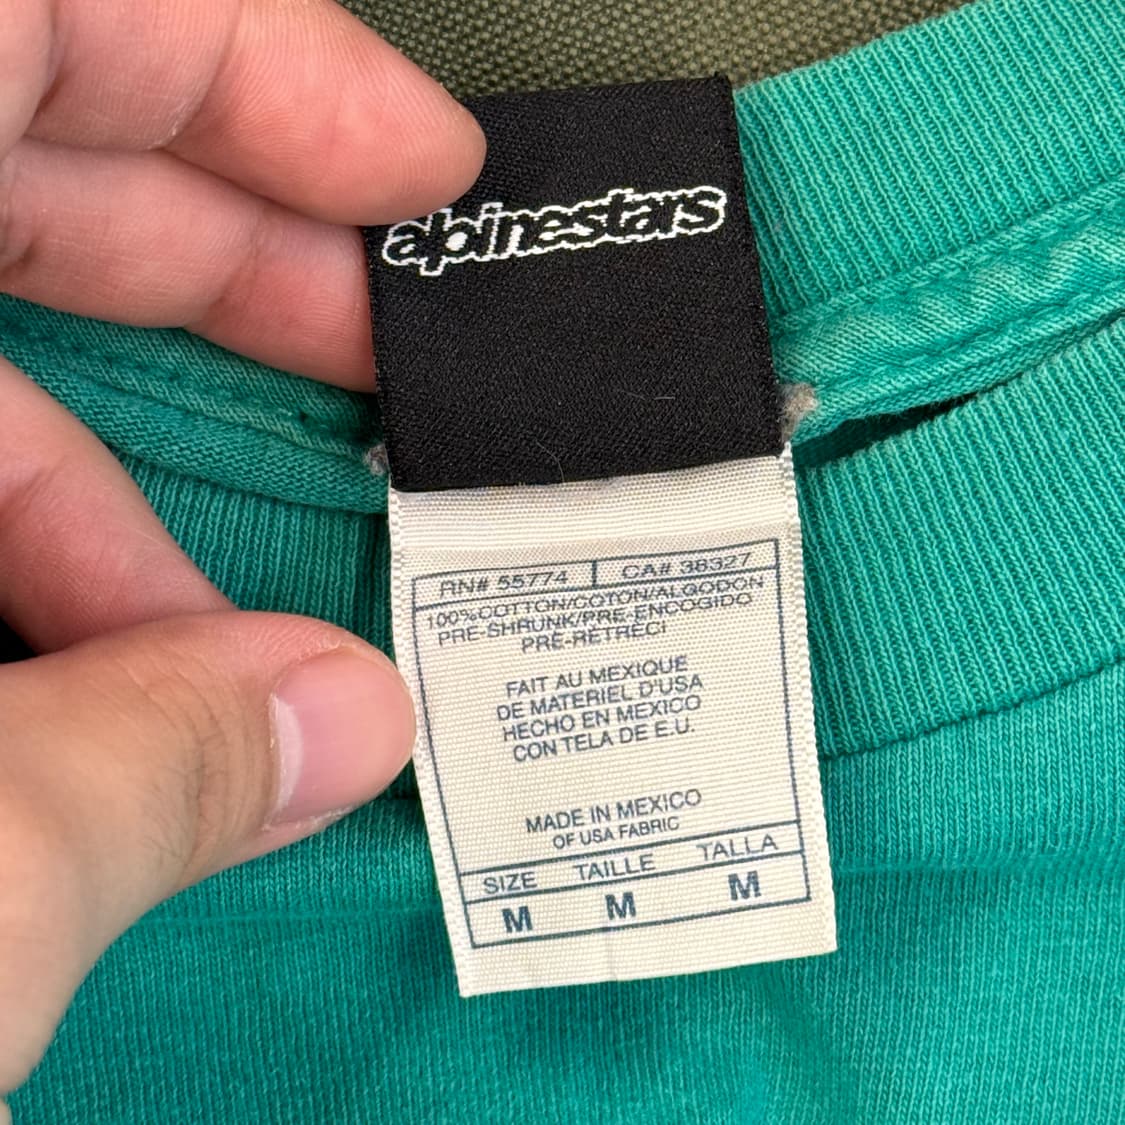 alpinestars
RN# 55774 CA# 38327
100%COTTON/COTON/ALGODON
PRE-SHRUNK/PRE-ENCOGIDO
PRE-RETRECI
FAIT AU MEXIQUE
DE MATERIEL D'USA
HECHO EN MEXICO
CON TELA DE E.U.
MADE IN MEXICO
OF USA FABRIC
SIZE TAILLE TALLA
M M M